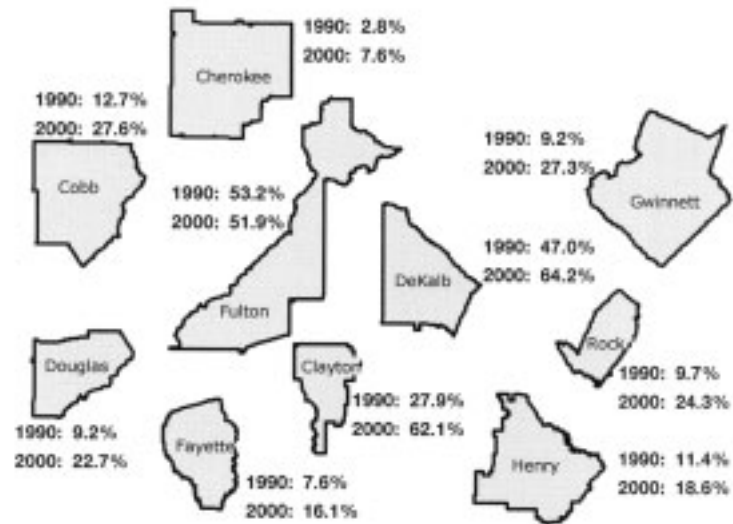 1990: 2.8%
2000: 7.6%
Cherokee
1990: 12.7%
2000: 27.6%
Cobb
1990: 9.2%
2000: 27.3%
Gwinnett
1990: 53.2%
2000: 51.9%
Fulton
1990: 47.0%
2000: 64.2%
DeKalb
Douglas
1990: 9.2%
2000: 22.7%
Clayton
1990: 27.9%
2000: 62.1%
Rock
1990: 9.7%
2000: 24.3%
Fayette
1990: 7.6%
2000: 16.1%
Henry
1990: 11.4%
2000: 18.6%